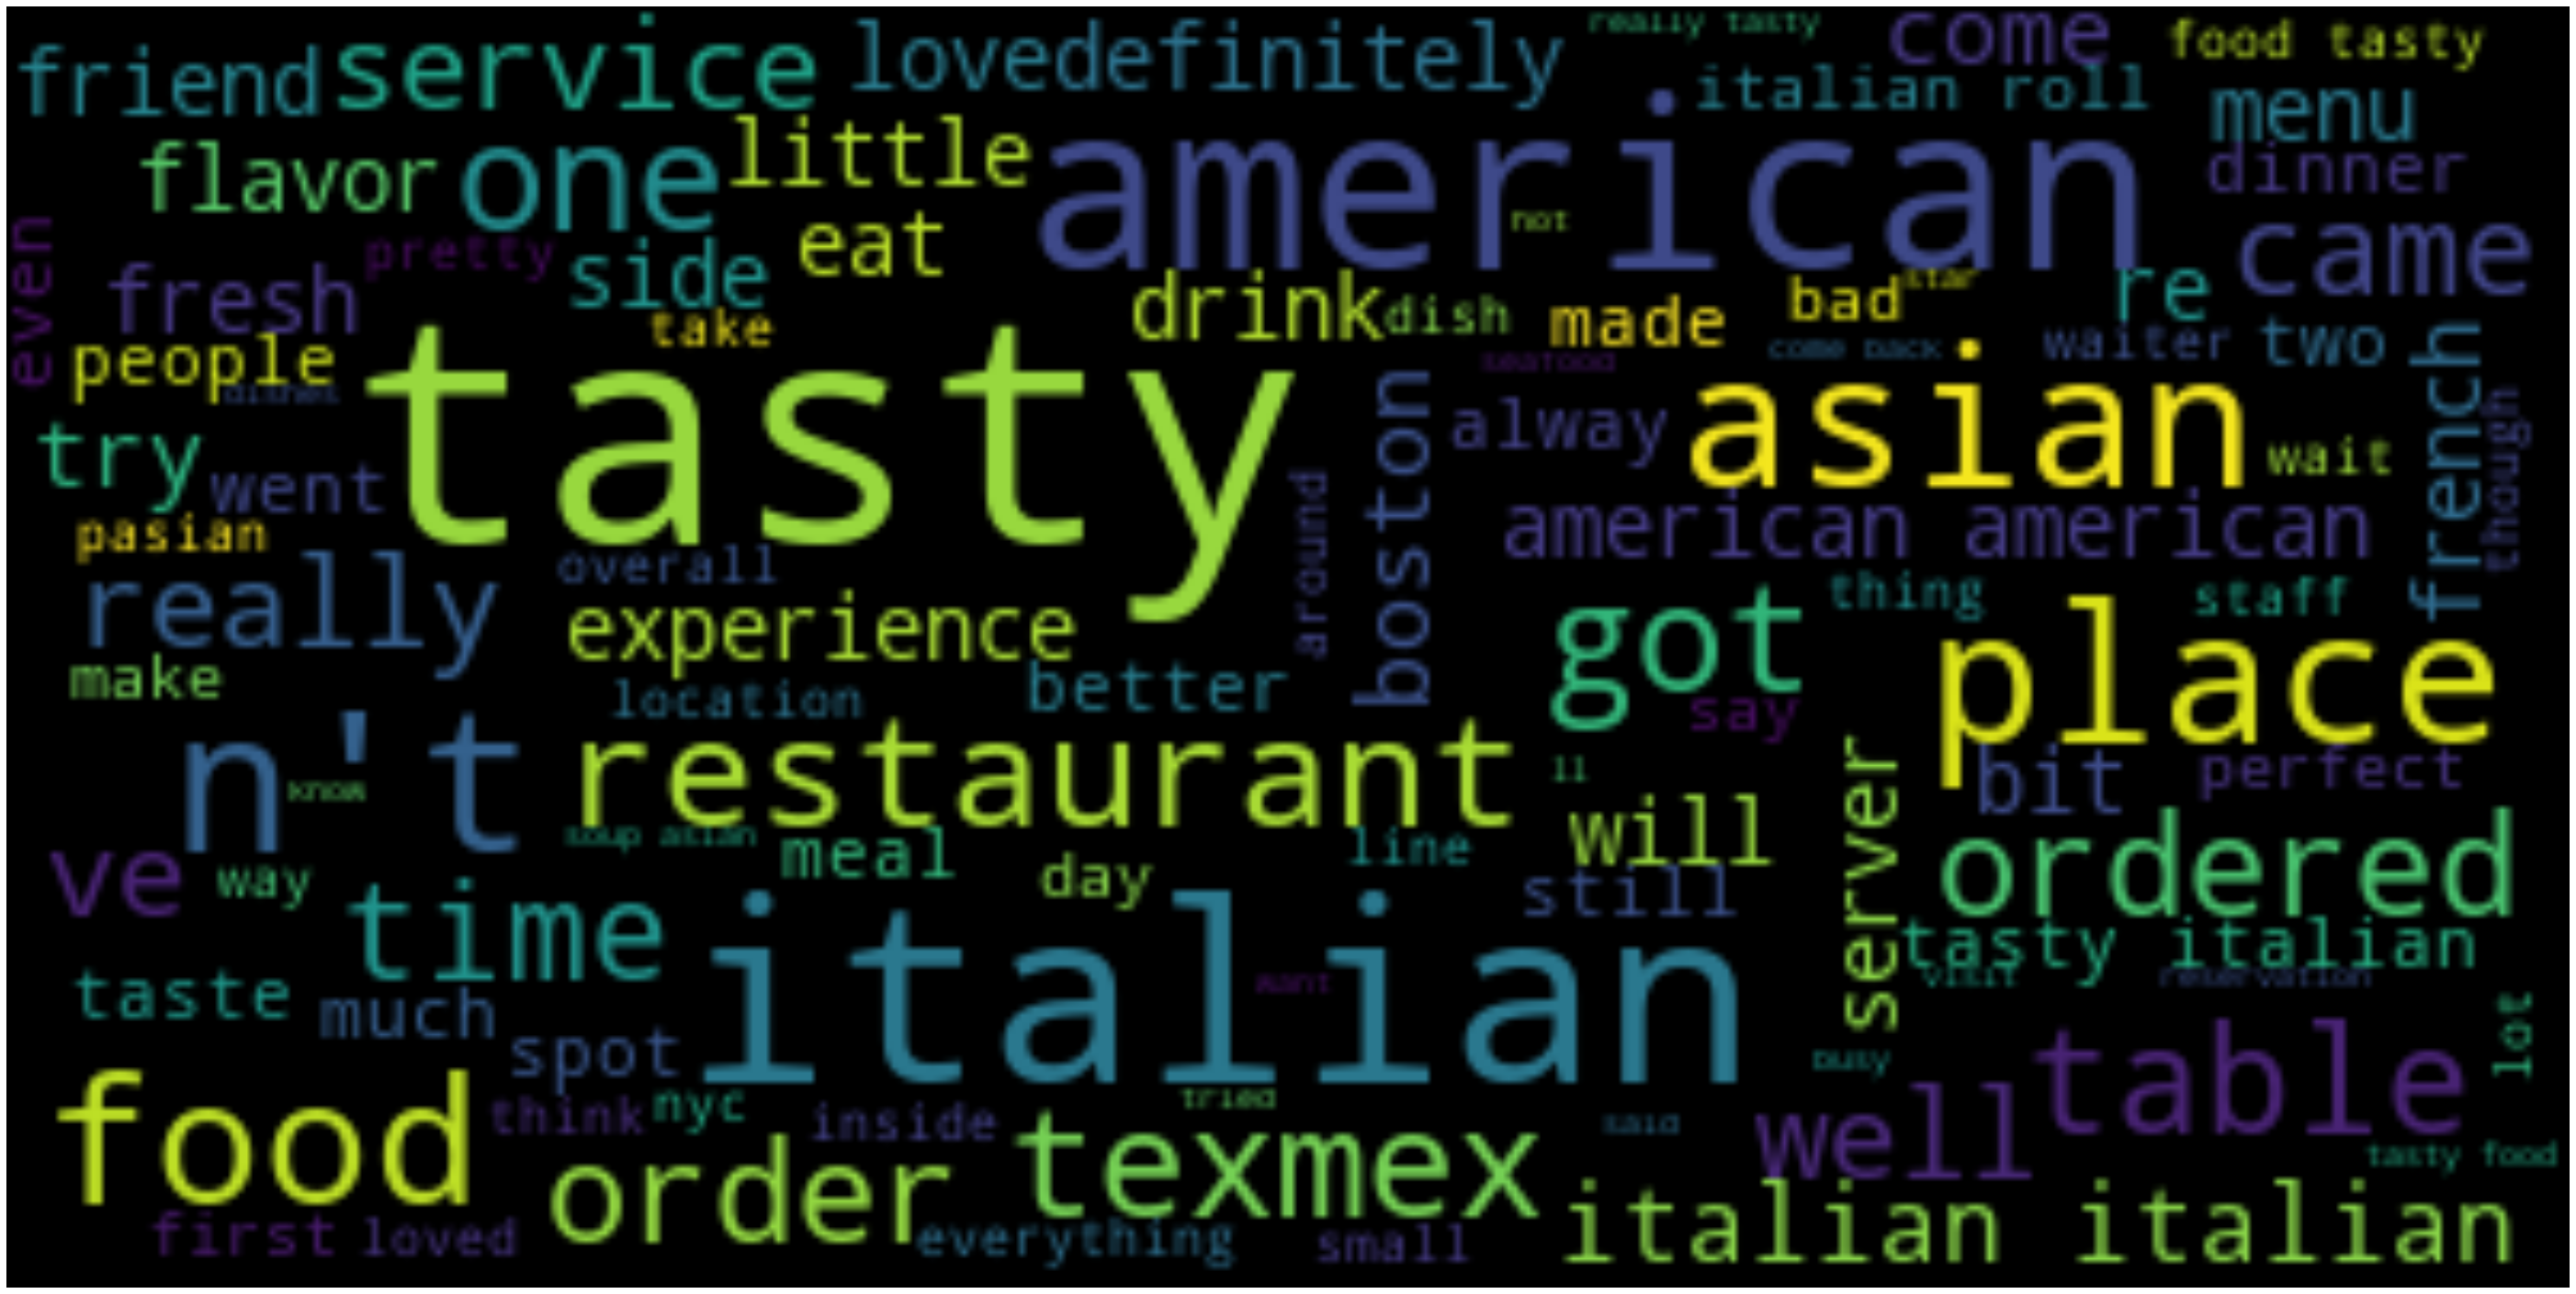 really tasty
come
food tasty
friend
service
lovedefinitely
italian roll
menu
flavor
one
little
american
dinner
not
even
pretty
side
eat
came
fresh
drink
dish
made
bad
star
re
take
people
seafood
come back
waiter
two
french
though
dinner
tasty
boston
alway
asian
wait
try
went
around
american american
pasian
overall
really
experience
got
thing
staff
make
location
better
say
place
n't
know
restaurant
ll
server
bit
perfect
soup asian
meal
line
will
ve
way
day
still
ordered
time
italian
tasty italian
want
visit
reservation
taste
much
spot
lot
busy
table
food
think
nyc
inside
tried
texmex
said
well
tasty food
order
first
loved
everything
small
italian italian